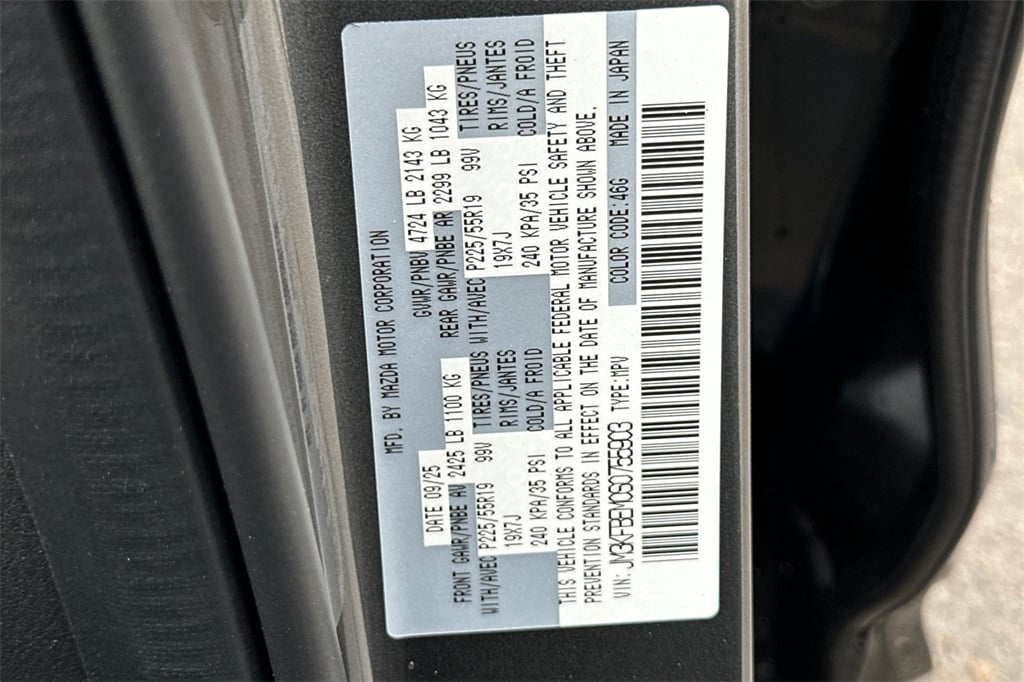 MFD. BY MAZDA MOTOR CORPORATION
DATE 09/25 GVWR/PNBV 4724 LB 2143 KG
FRONT GAWR/PNBE AV 2425 LB 1100 KG REAR GAWR/PNBE AR 2299 LB 1043 KG
WITH/AVEC P225/55R19 99V TIRES/PNEUS WITH/AVEC P225/55R19 99V TIRES/PNEUS
19X7J RIMS/JANTES 19X7J RIMS/JANTES
240 KPA/35 PSI COLD/A FROID 240 KPA/35 PSI COLD/A FROID
THIS VEHICLE CONFORMS TO ALL APPLICABLE FEDERAL MOTOR VEHICLE SAFETY AND THEFT
PREVENTION STANDARDS IN EFFECT ON THE DATE OF MANUFACTURE SHOWN ABOVE.
VIN: JM3KFBEM0S0755903 TYPE:MPV COLOR CODE:46G MADE IN JAPAN